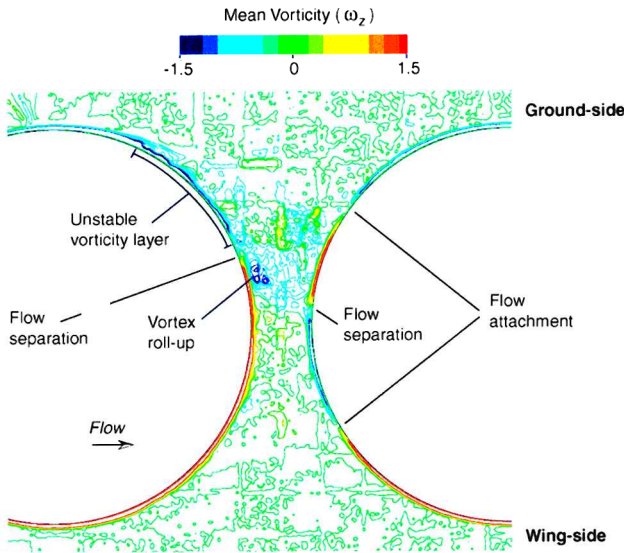 Mean Vorticity (ωz)
-1.5 0 1.5
Ground-side
Unstable
vorticity layer
Flow
separation
Vortex
roll-up
Flow
separation
Flow
attachment
Flow
Wing-side